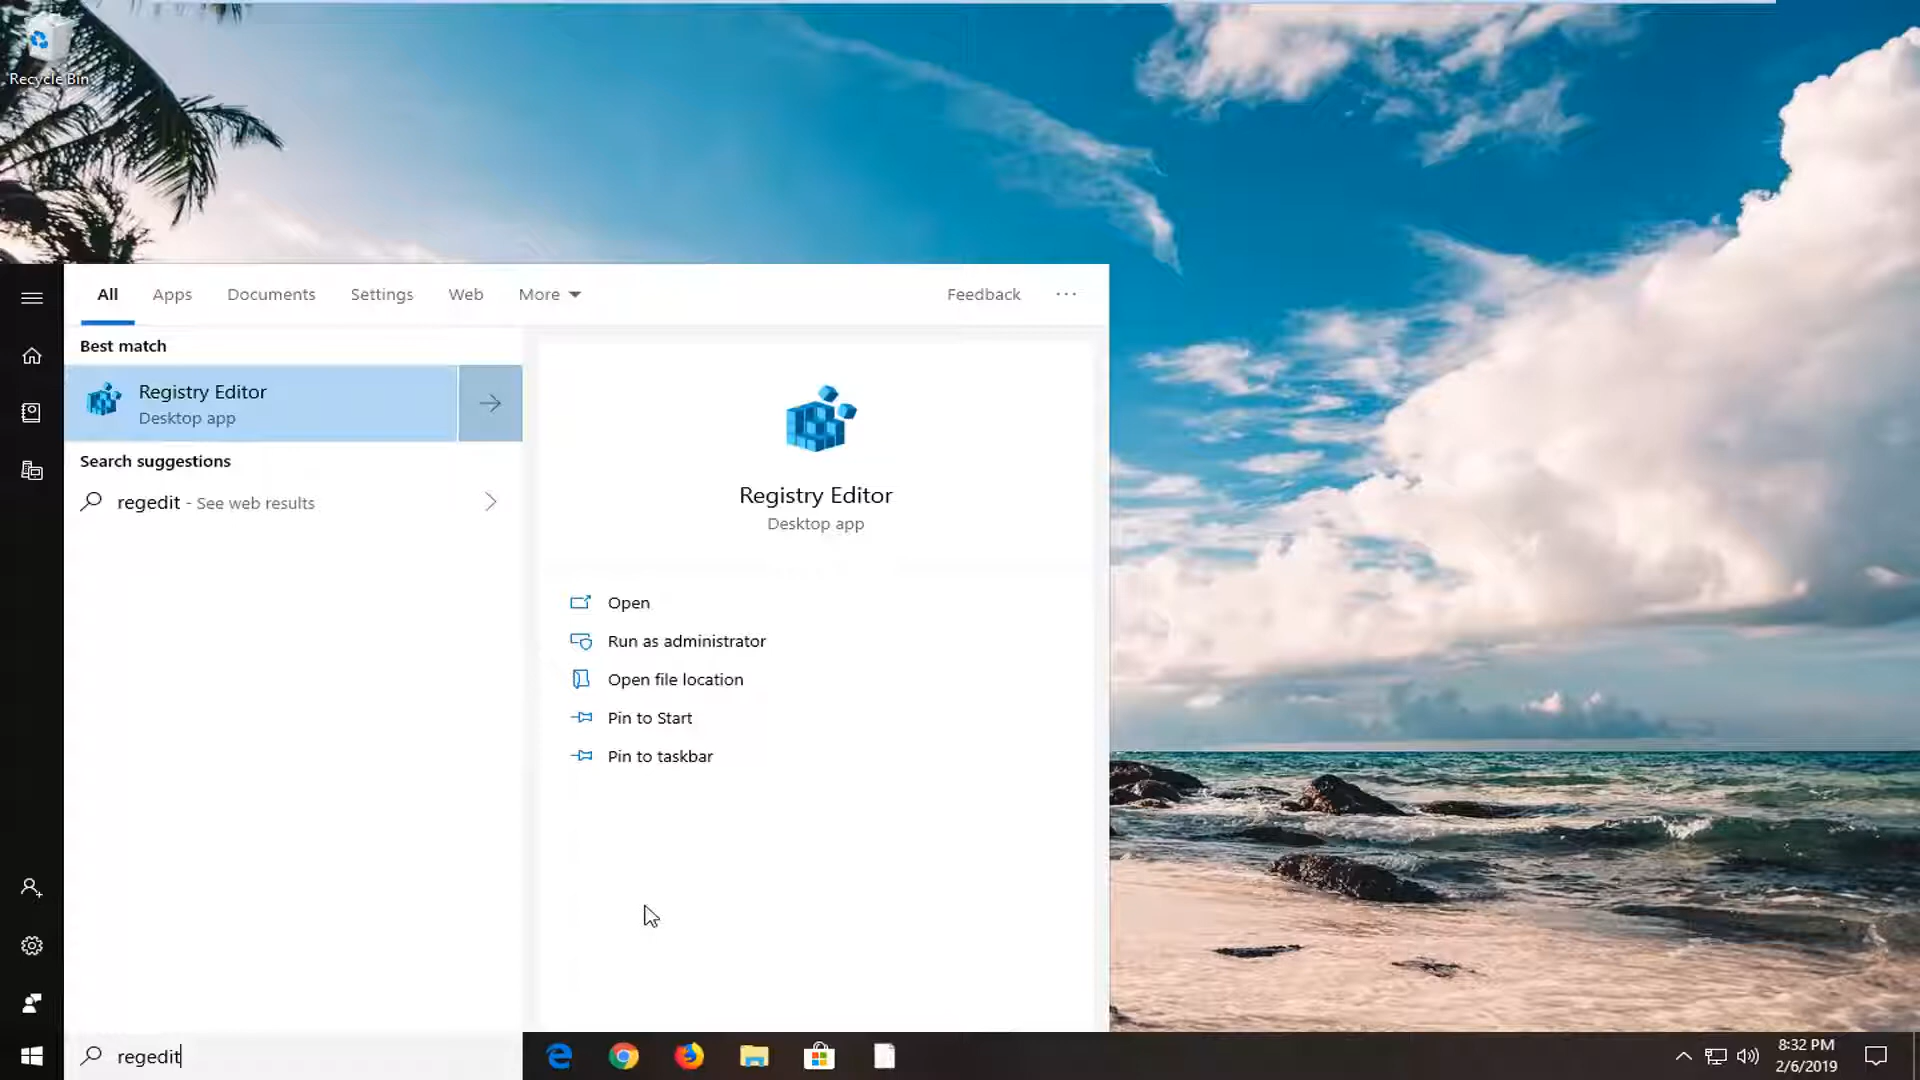 Recycle Bin
All Apps Documents Settings Web More Feedback
Best match
Registry Editor
Desktop app
Search suggestions
regedit - See web results
Registry Editor
Desktop app
Open
Run as administrator
Open file location
Pin to Start
Pin to taskbar
regedit
8:32 PM
2/6/2019